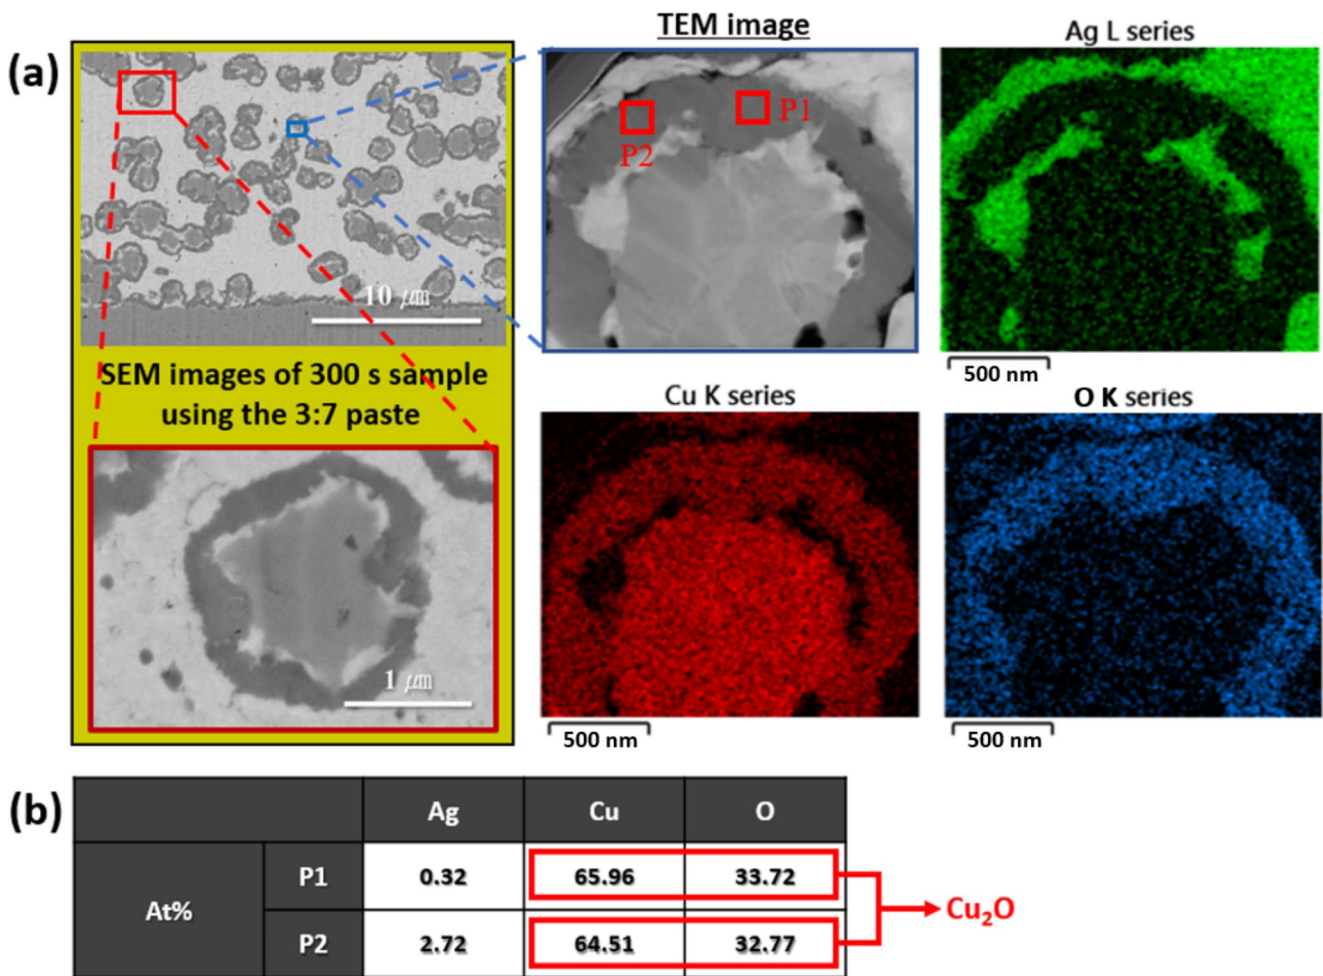 (a)
TEM image
Ag L series
P1
P2
10 ㎛
SEM images of 300 s sample
using the 3:7 paste
1 ㎛
500 nm
Cu K series
O K series
500 nm
500 nm
(b)
Ag Cu O
At%
P1 0.32 65.96 33.72
P2 2.72 64.51 32.77
Cu₂O